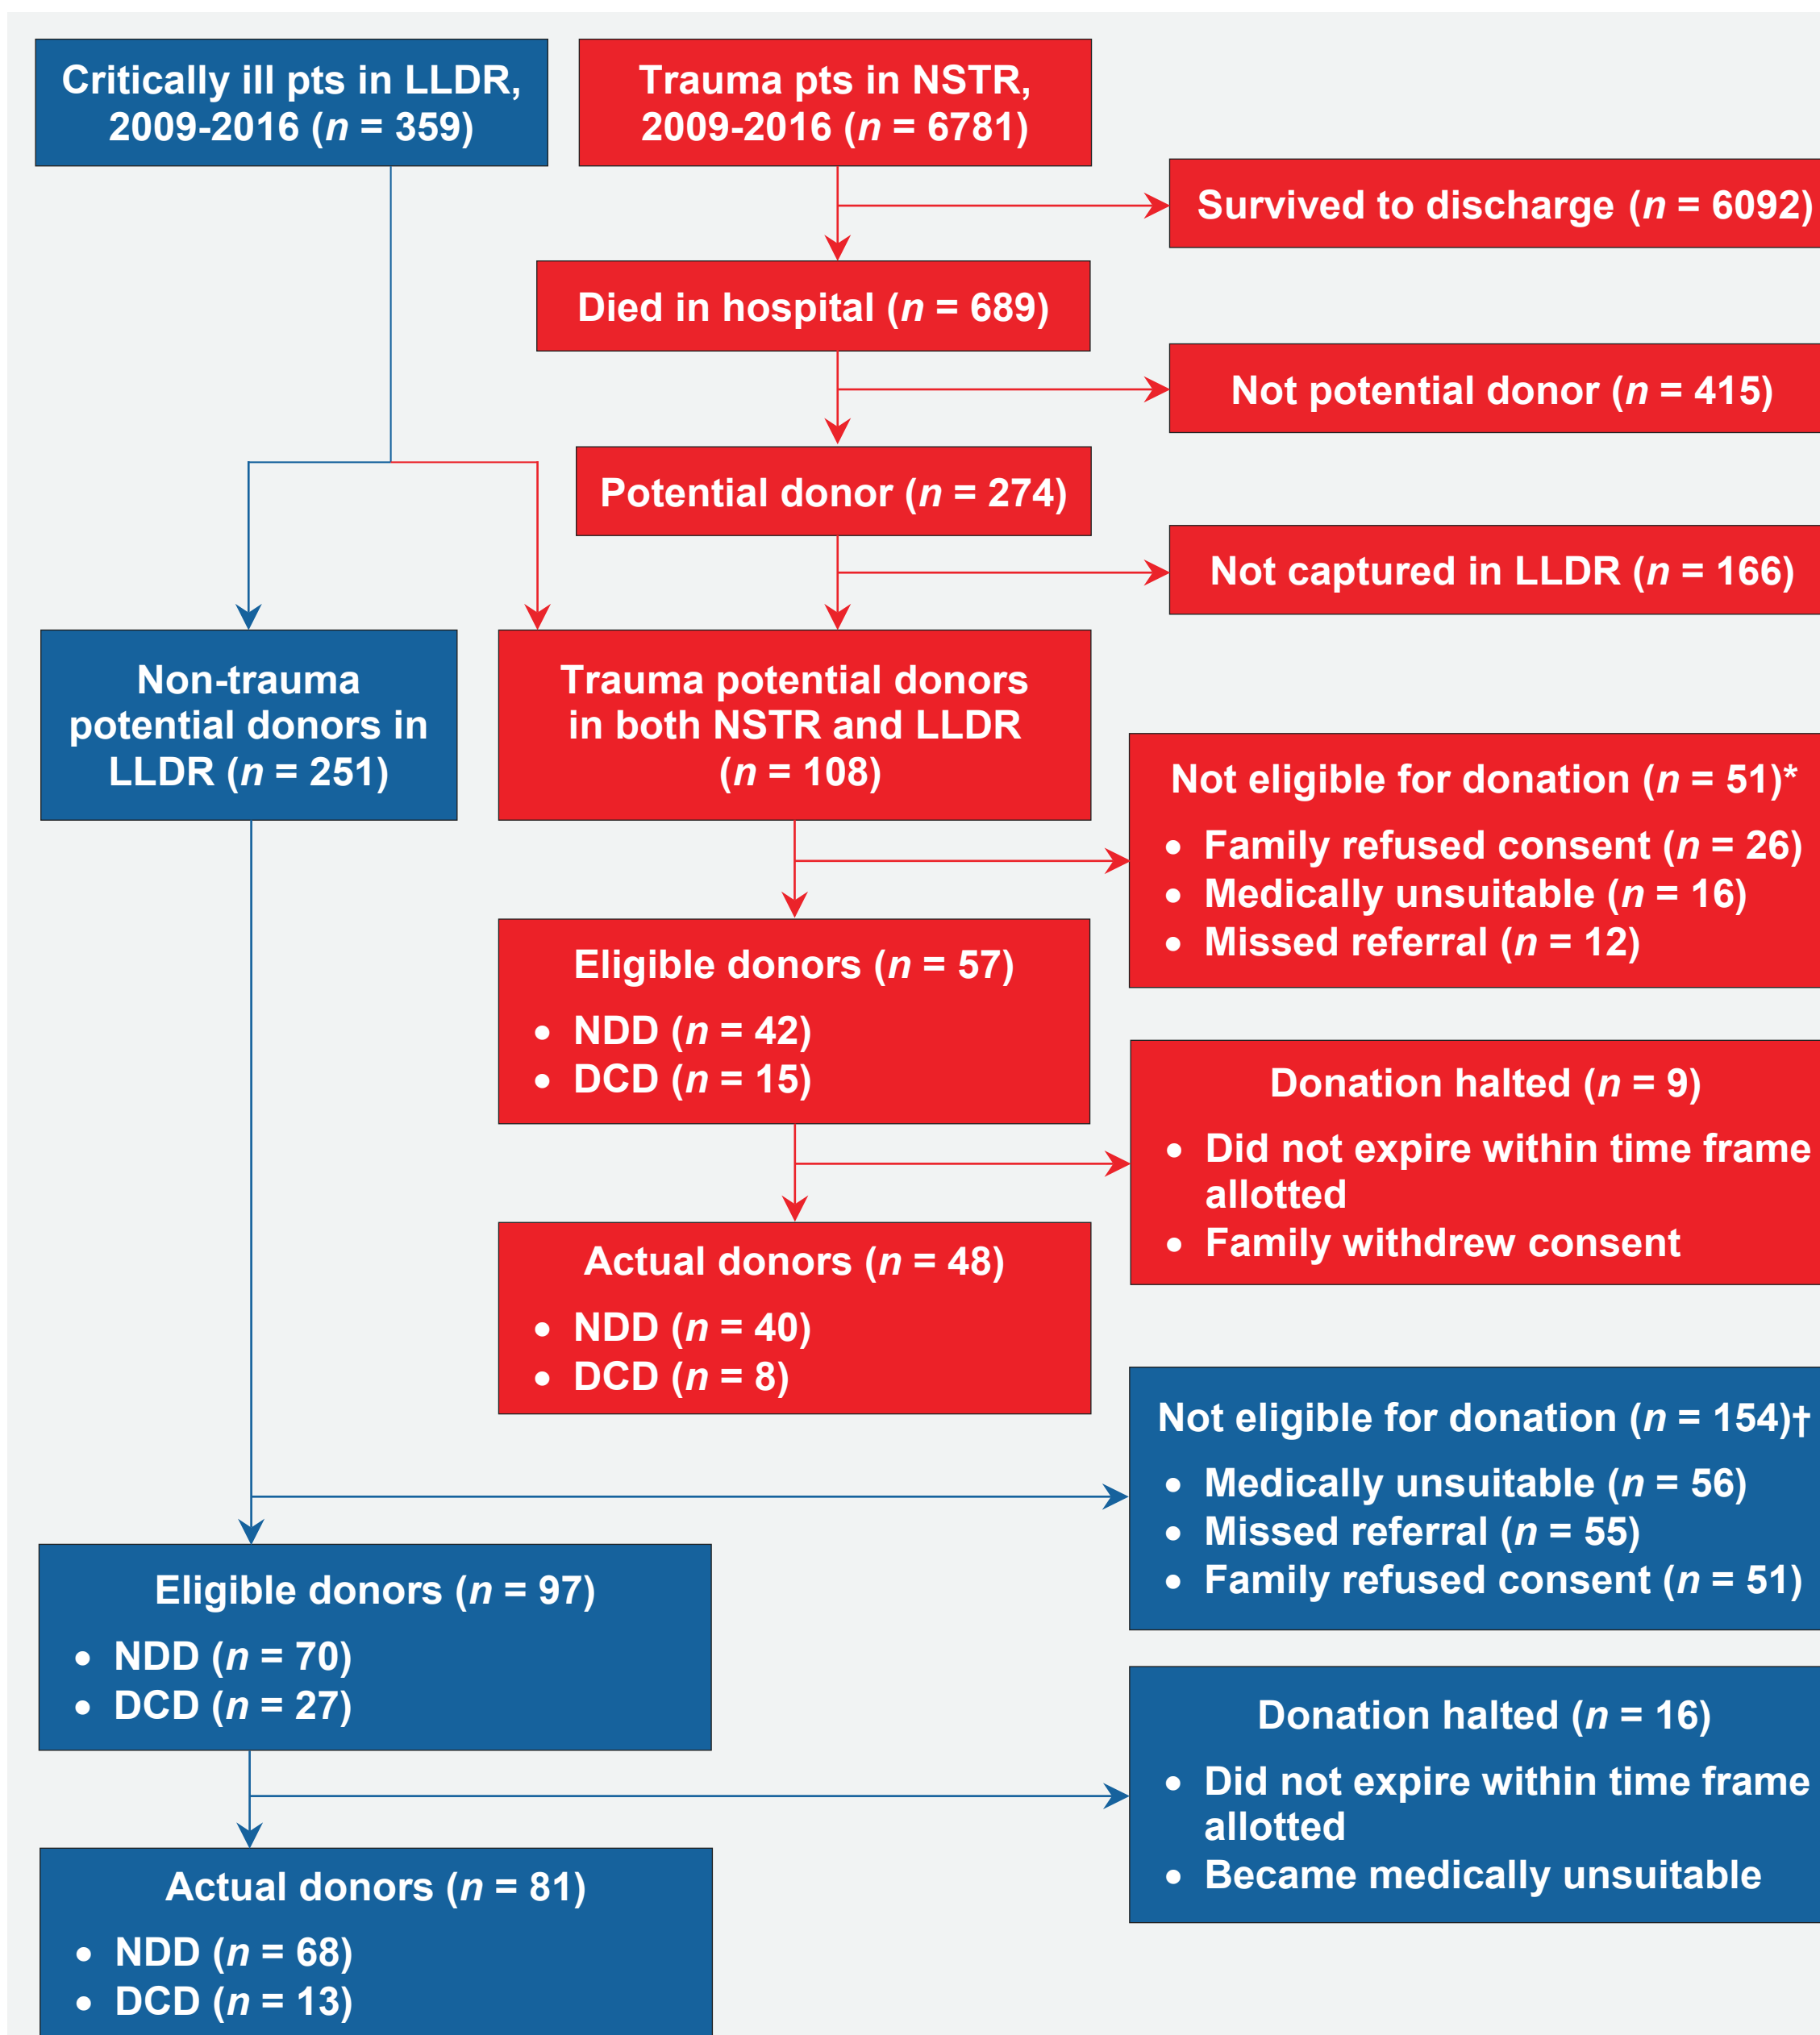 Critically ill pts in LLDR,
2009-2016 (n = 359)
Trauma pts in NSTR,
2009-2016 (n = 6781)
Survived to discharge (n = 6092)
Died in hospital (n = 689)
Not potential donor (n = 415)
Potential donor (n = 274)
Not captured in LLDR (n = 166)
Non-trauma
potential donors in
LLDR (n = 251)
Trauma potential donors
in both NSTR and LLDR
(n = 108)
Not eligible for donation (n = 51)*
• Family refused consent (n = 26)
• Medically unsuitable (n = 16)
• Missed referral (n = 12)
Eligible donors (n = 57)
• NDD (n = 42)
• DCD (n = 15)
Donation halted (n = 9)
• Did not expire within time frame
allotted
• Family withdrew consent
Actual donors (n = 48)
• NDD (n = 40)
• DCD (n = 8)
Not eligible for donation (n = 154)†
• Medically unsuitable (n = 56)
• Missed referral (n = 55)
• Family refused consent (n = 51)
Eligible donors (n = 97)
• NDD (n = 70)
• DCD (n = 27)
Donation halted (n = 16)
• Did not expire within time frame
allotted
• Became medically unsuitable
Actual donors (n = 81)
• NDD (n = 68)
• DCD (n = 13)